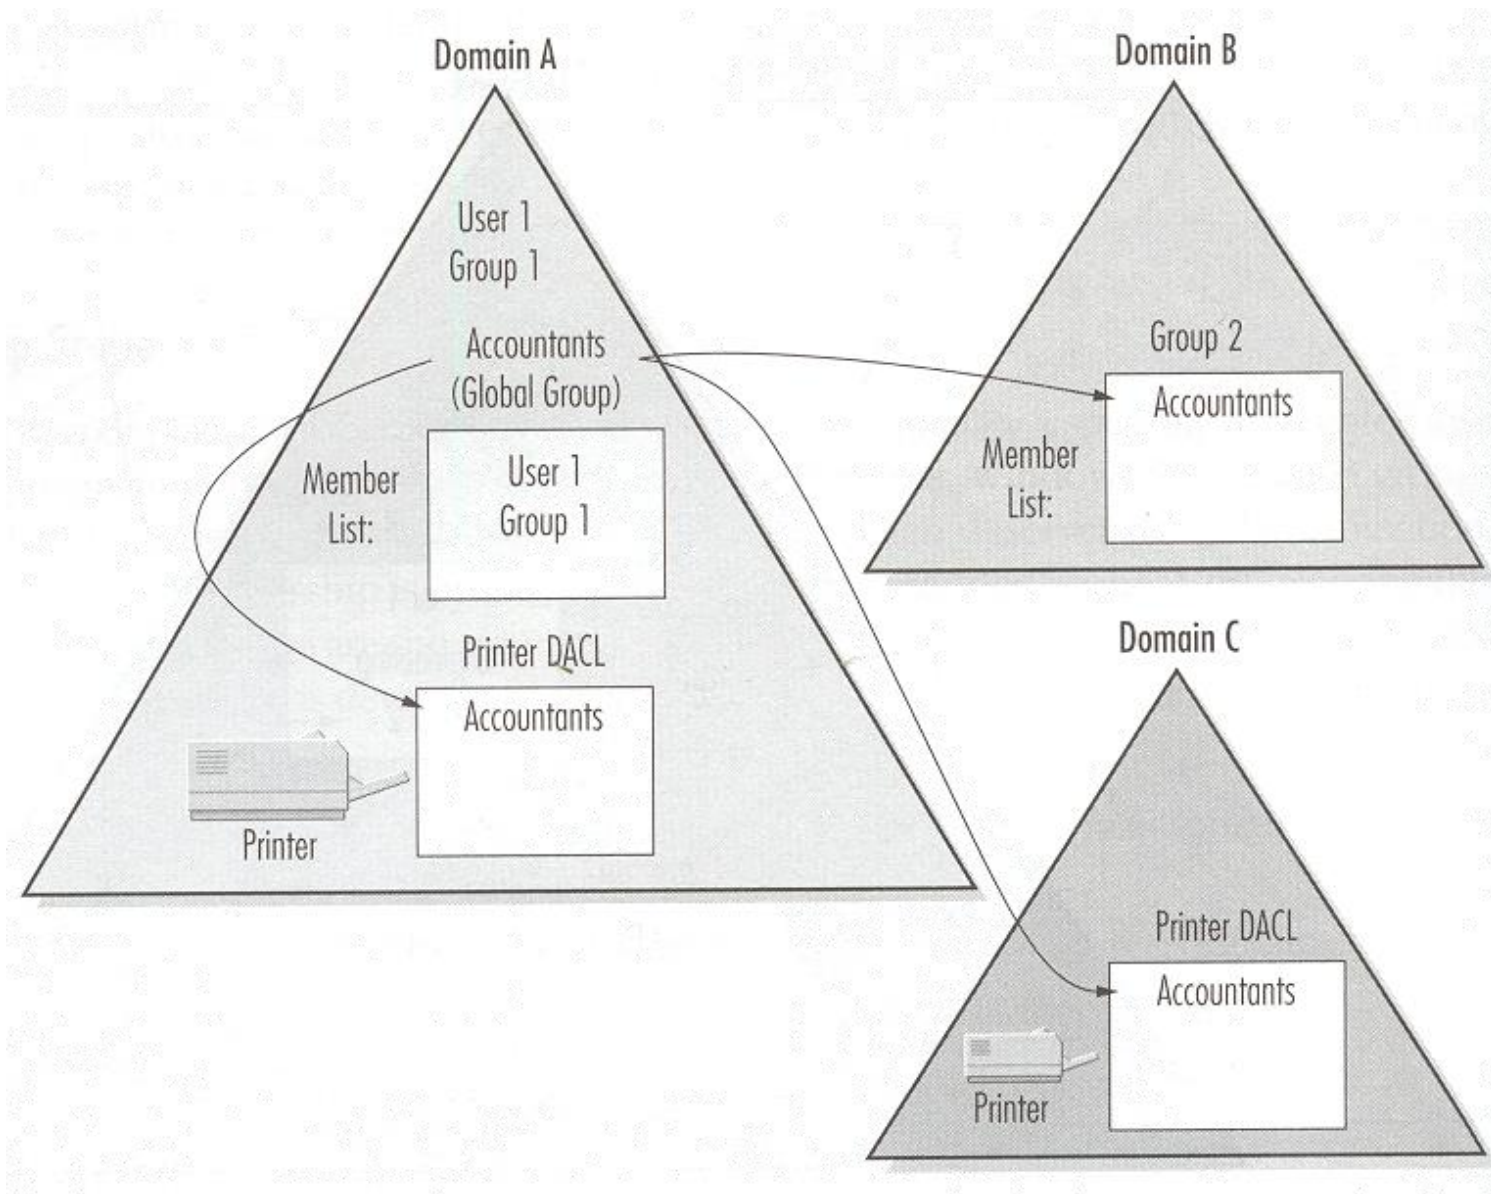 Domain A
User 1
Group 1
Accountants
(Global Group)
Member
List:
User 1
Group 1
Printer DACL
Accountants
Printer
Domain B
Group 2
Member
List:
Accountants
Domain C
Printer DACL
Accountants
Printer